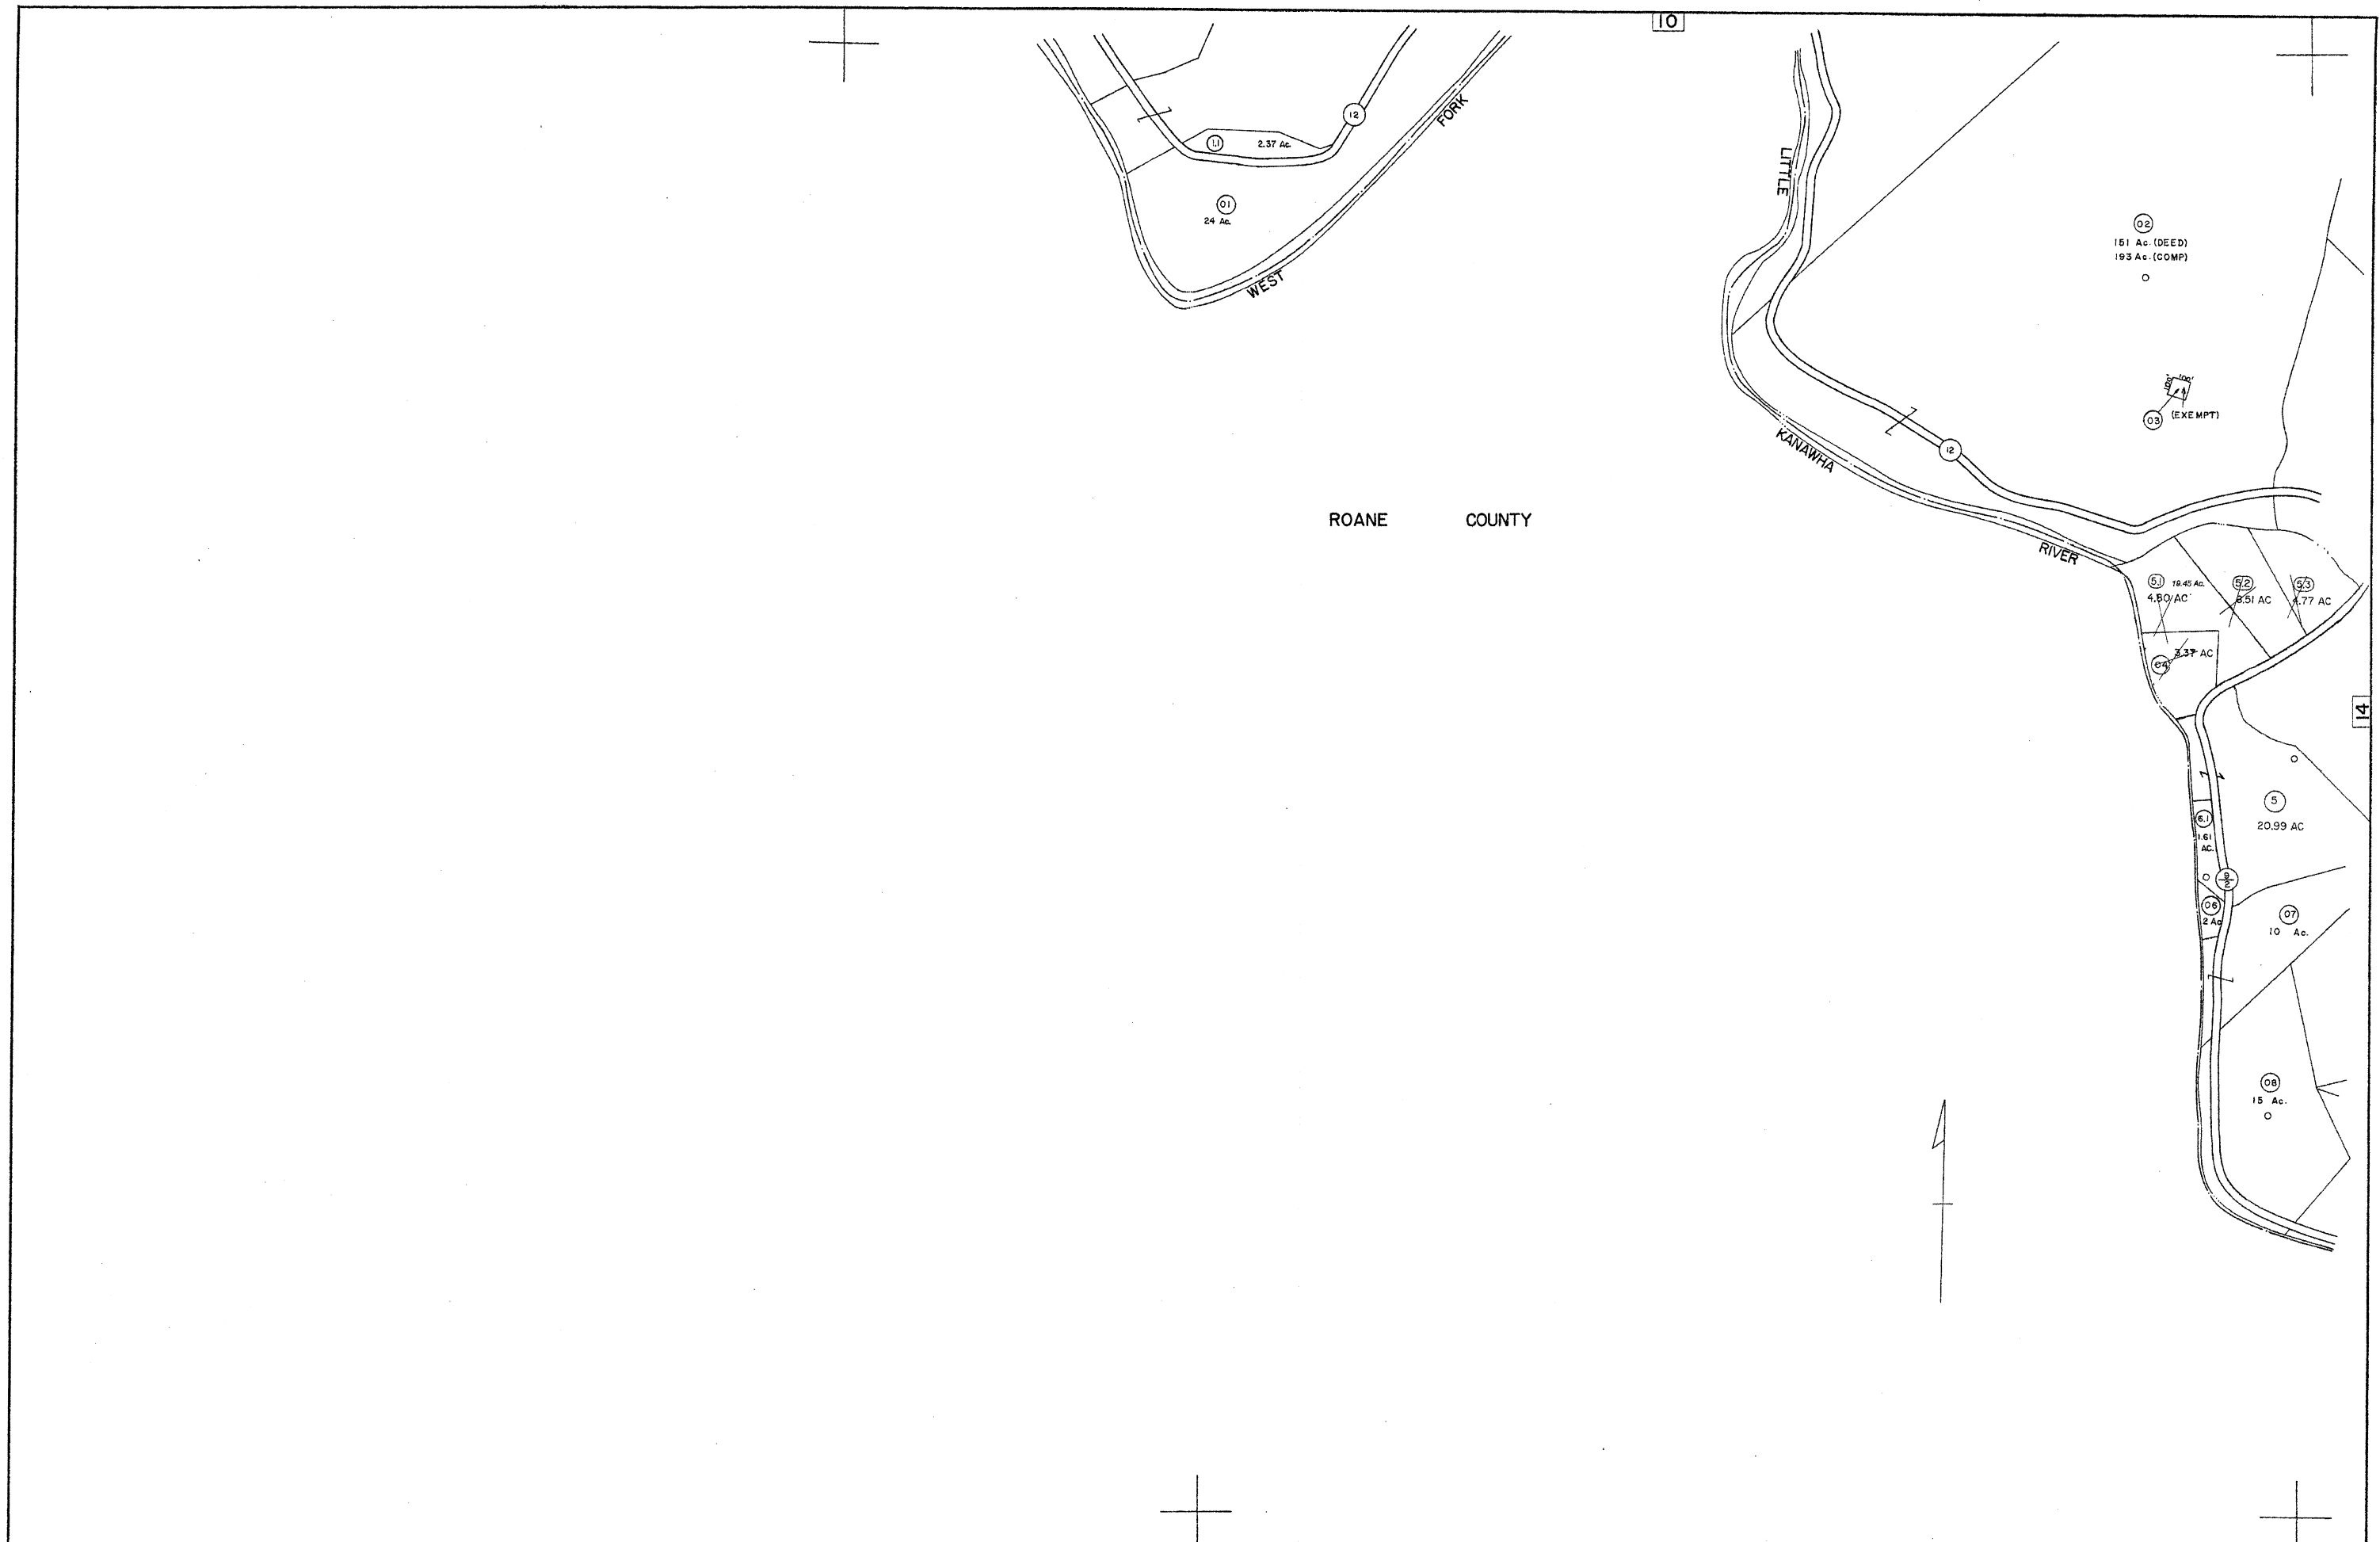 10
12
1.1 2.37 Ac.
01
24 Ac.
WEST FORK
LITTLE
02
151 Ac. (DEED)
193 Ac. (COMP)
100' 100'
03 (EXEMPT)
12
KANAWHA
RIVER
ROANE COUNTY
5.1 19.45 Ac.
4.80 AC
5.2
8.51 AC
5.3
4.77 AC
3.37 AC
04
14
5
20.99 AC
6.1
1.61
AC.
06
2 Ac
07
10 Ac.
08
15 Ac.